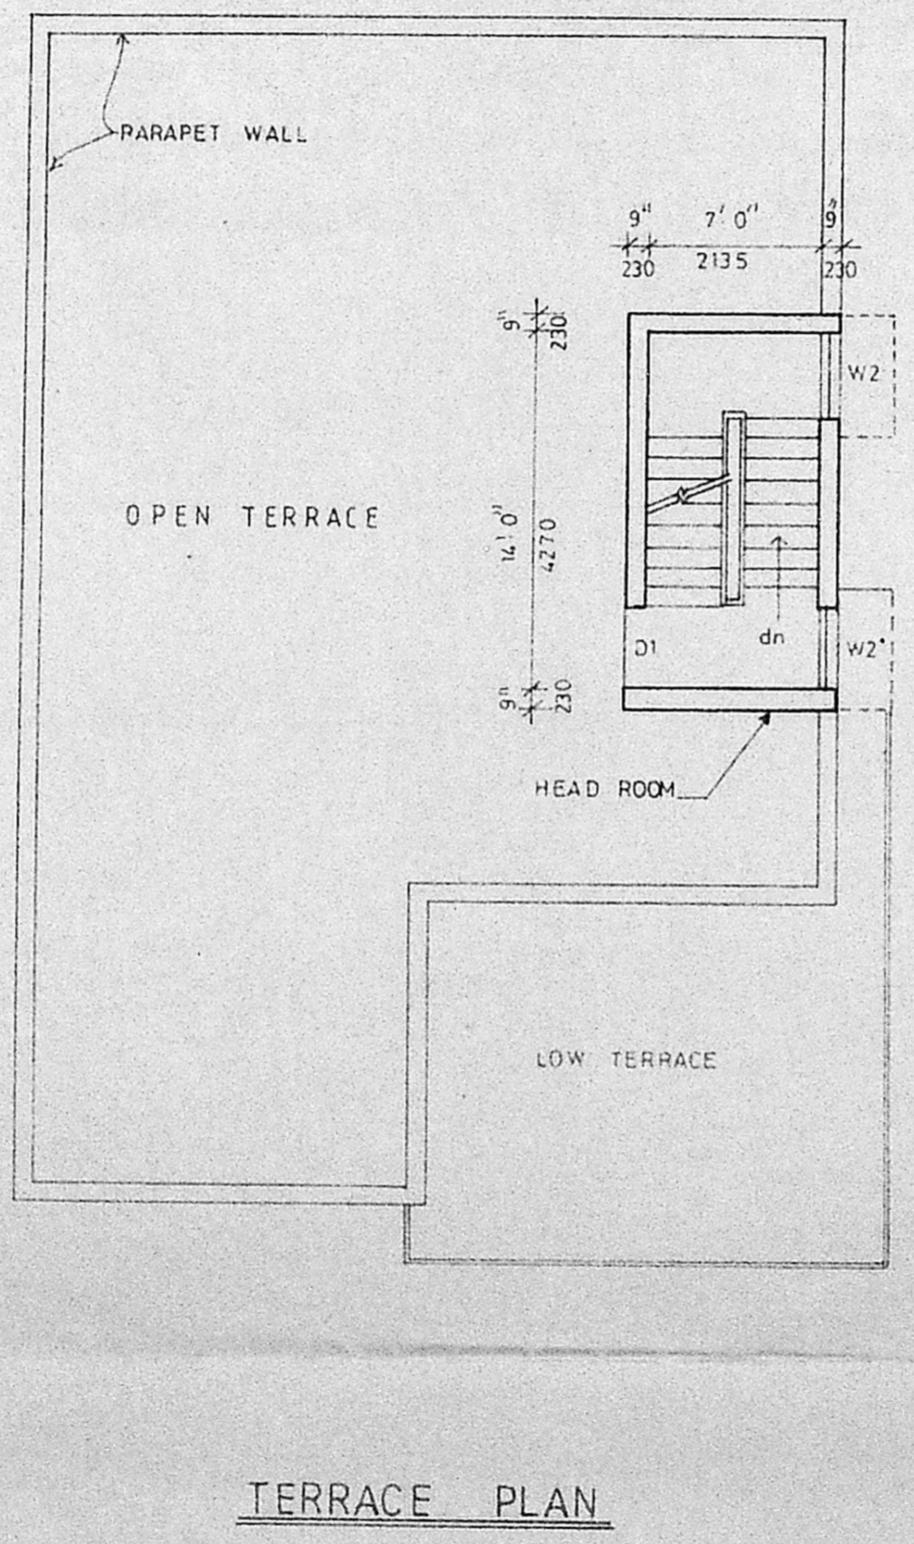 PARAPET WALL
9" 7'0" 9"
230 2135 230
9"
230
W2
OPEN TERRACE
14'0"
4270
D1
dn
W2
9"
230
HEAD ROOM
LOW TERRACE
TERRACE PLAN